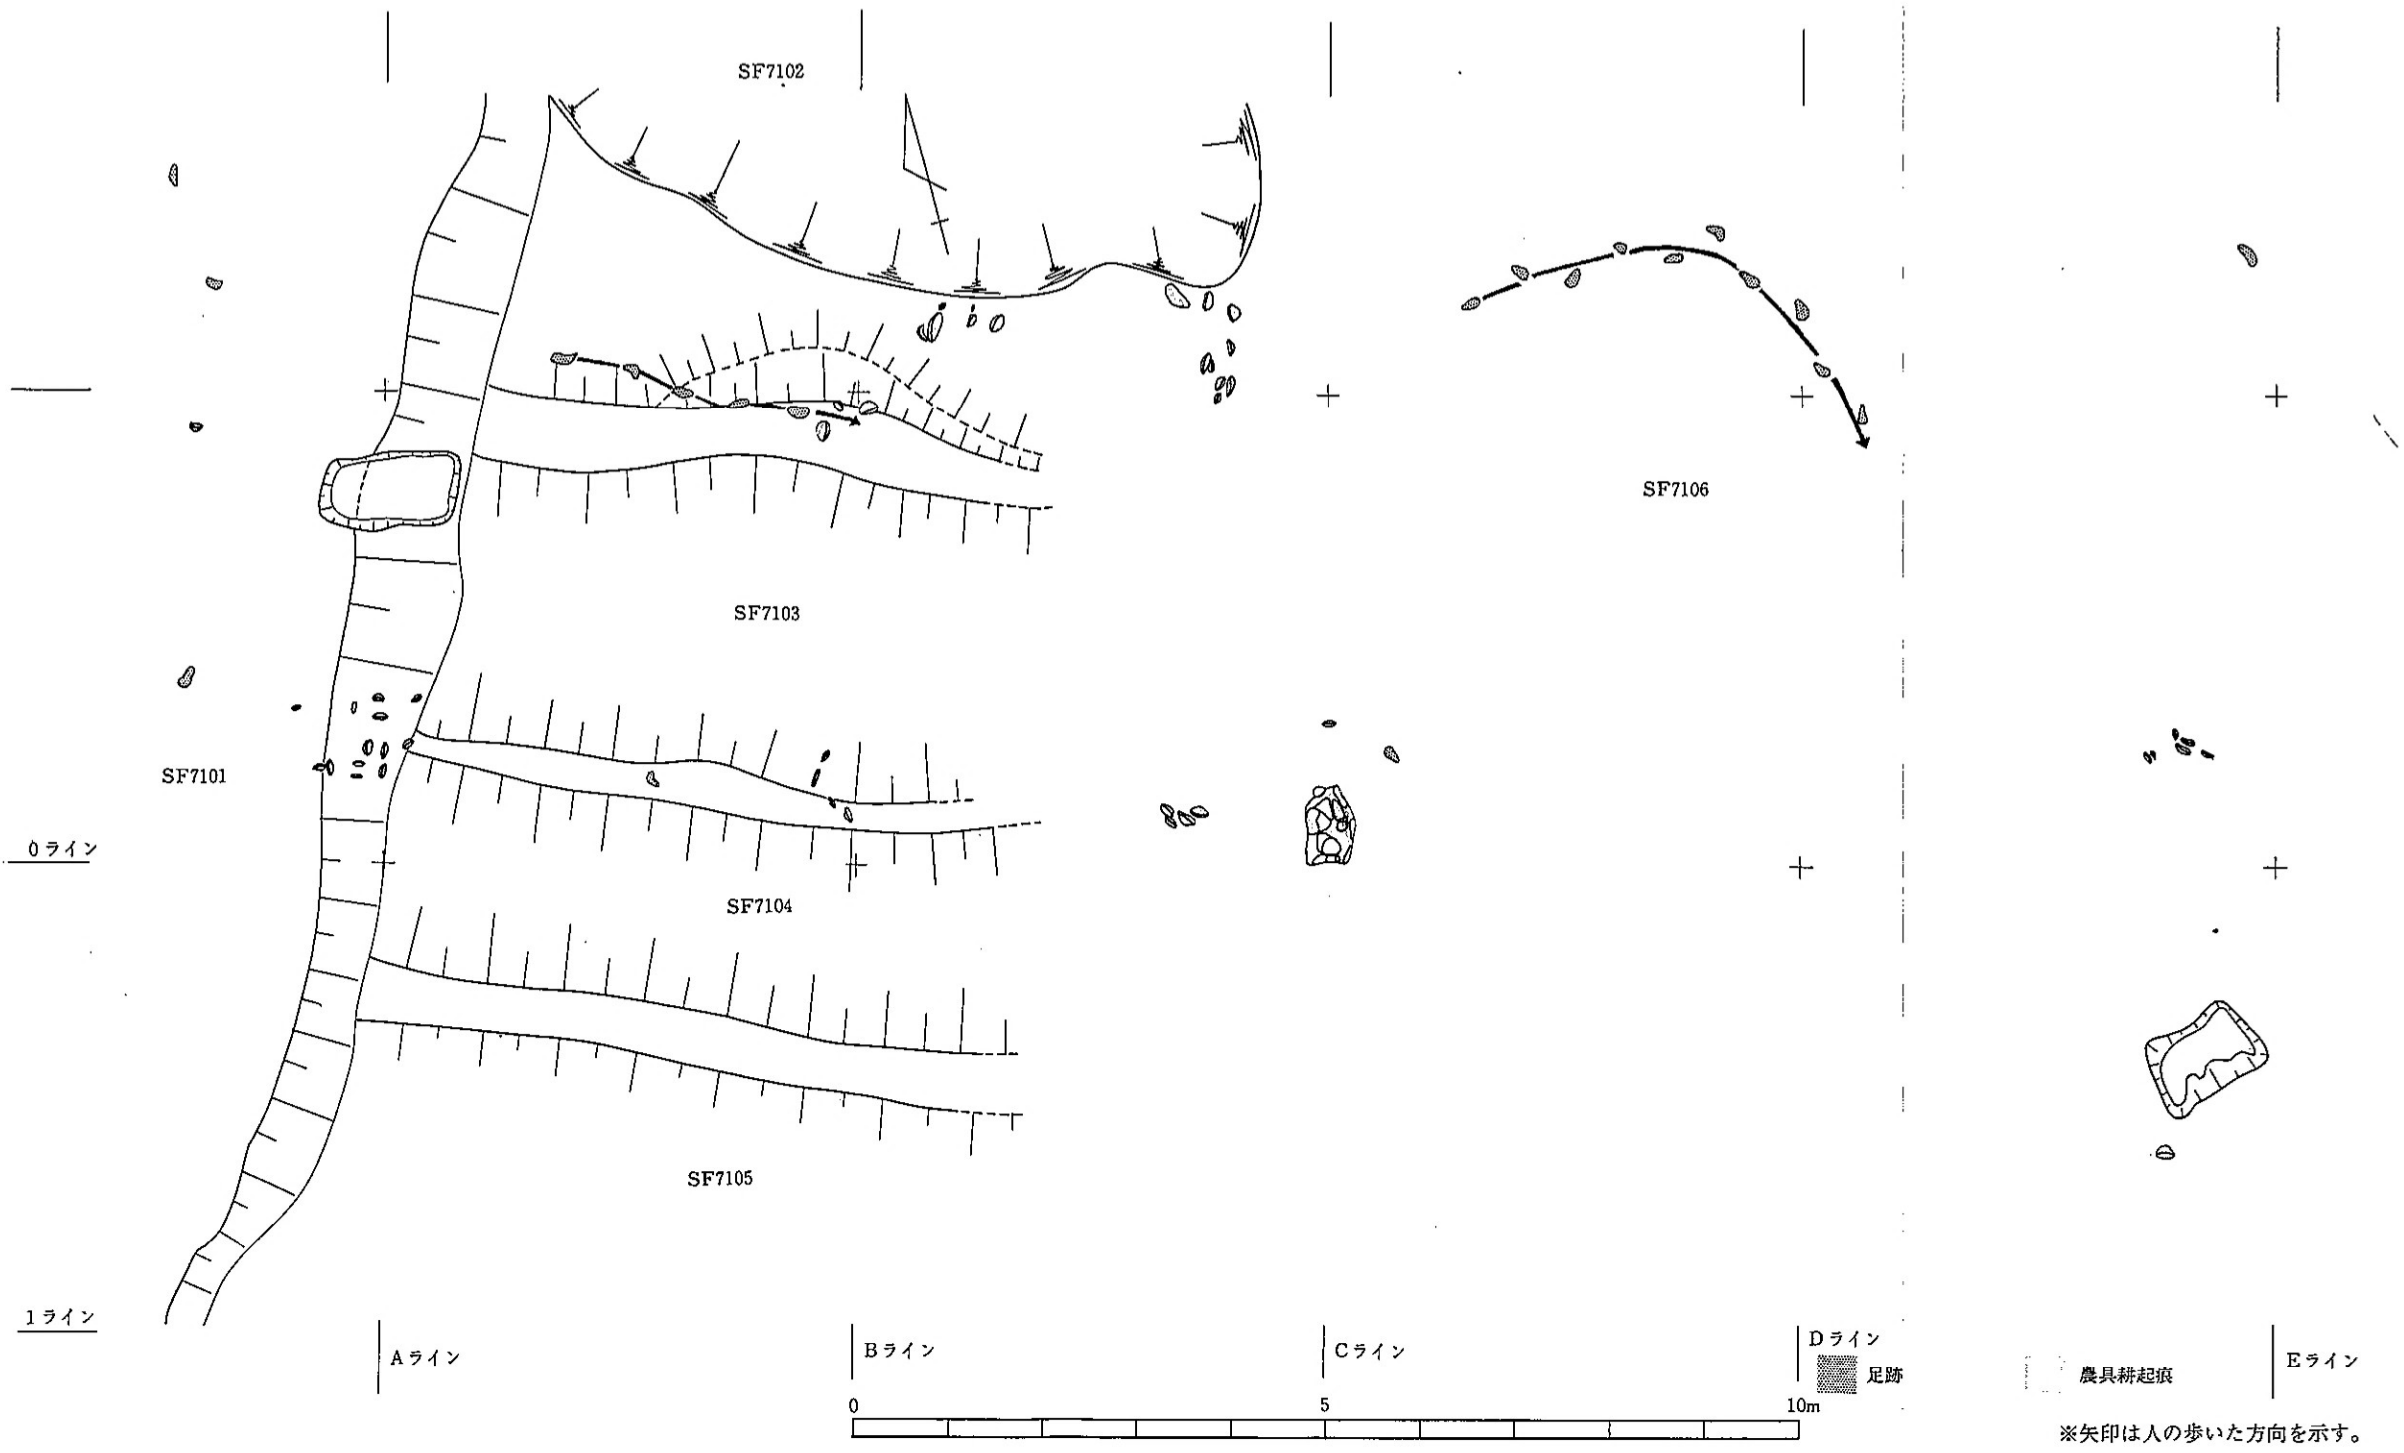 SF7102
SF7106
SF7103
SF7101
0ライン
SF7104
SF7105
1ライン
Aライン
Bライン
Cライン
Dライン
Eライン
足跡
農具耕起痕
0 5 10m
※矢印は人の歩いた方向を示す。